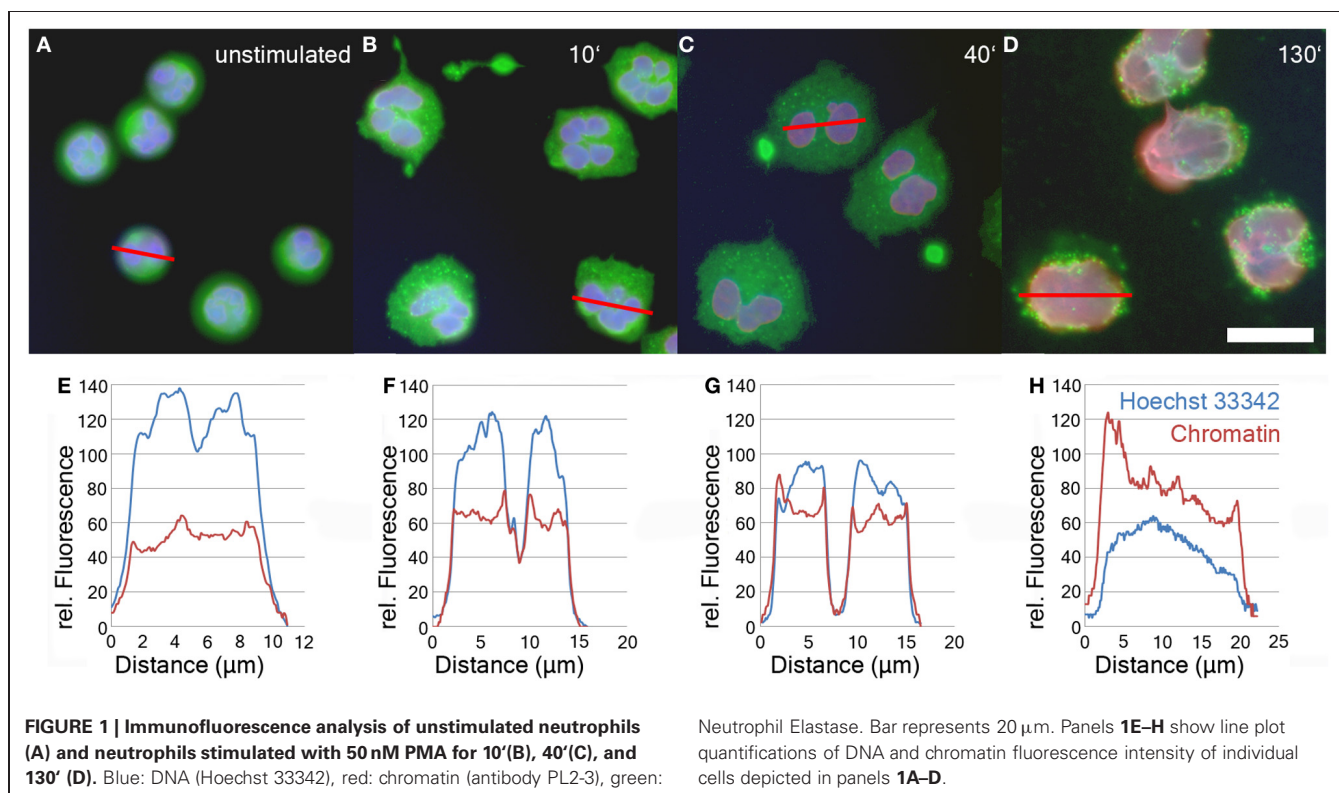 A
unstimulated
B
10‘
C
40‘
D
130‘
E
140
120
100
80
60
40
20
0
rel. Fluorescence
0 2 4 6 8 10 12
Distance (µm)
F
140
120
100
80
60
40
20
0
rel. Fluorescence
0 5 10 15 20
Distance (µm)
G
140
120
100
80
60
40
20
0
rel. Fluorescence
0 5 10 15 20
Distance (µm)
H
Hoechst 33342
Chromatin
140
120
100
80
60
40
20
0
rel. Fluorescence
0 5 10 15 20 25
Distance (µm)
FIGURE 1 | Immunofluorescence analysis of unstimulated neutrophils
(A) and neutrophils stimulated with 50 nM PMA for 10‘(B), 40‘(C), and
130‘ (D). Blue: DNA (Hoechst 33342), red: chromatin (antibody PL2-3), green:
Neutrophil Elastase. Bar represents 20 µm. Panels 1E–H show line plot
quantifications of DNA and chromatin fluorescence intensity of individual
cells depicted in panels 1A–D.